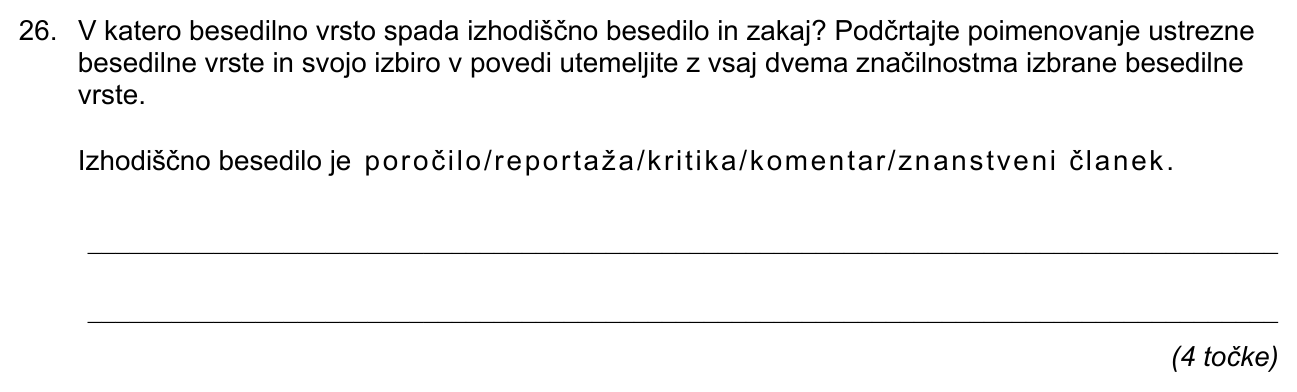 26. V katero besedilno vrsto spada izhodiščno besedilo in zakaj? Podčrtajte poimenovanje ustrezne
besedilne vrste in svojo izbiro v povedi utemeljite z vsaj dvema značilnostma izbrane besedilne
vrste.
Izhodiščno besedilo je poročilo/reportaža/kritika/komentar/znanstveni članek.
(4 točke)